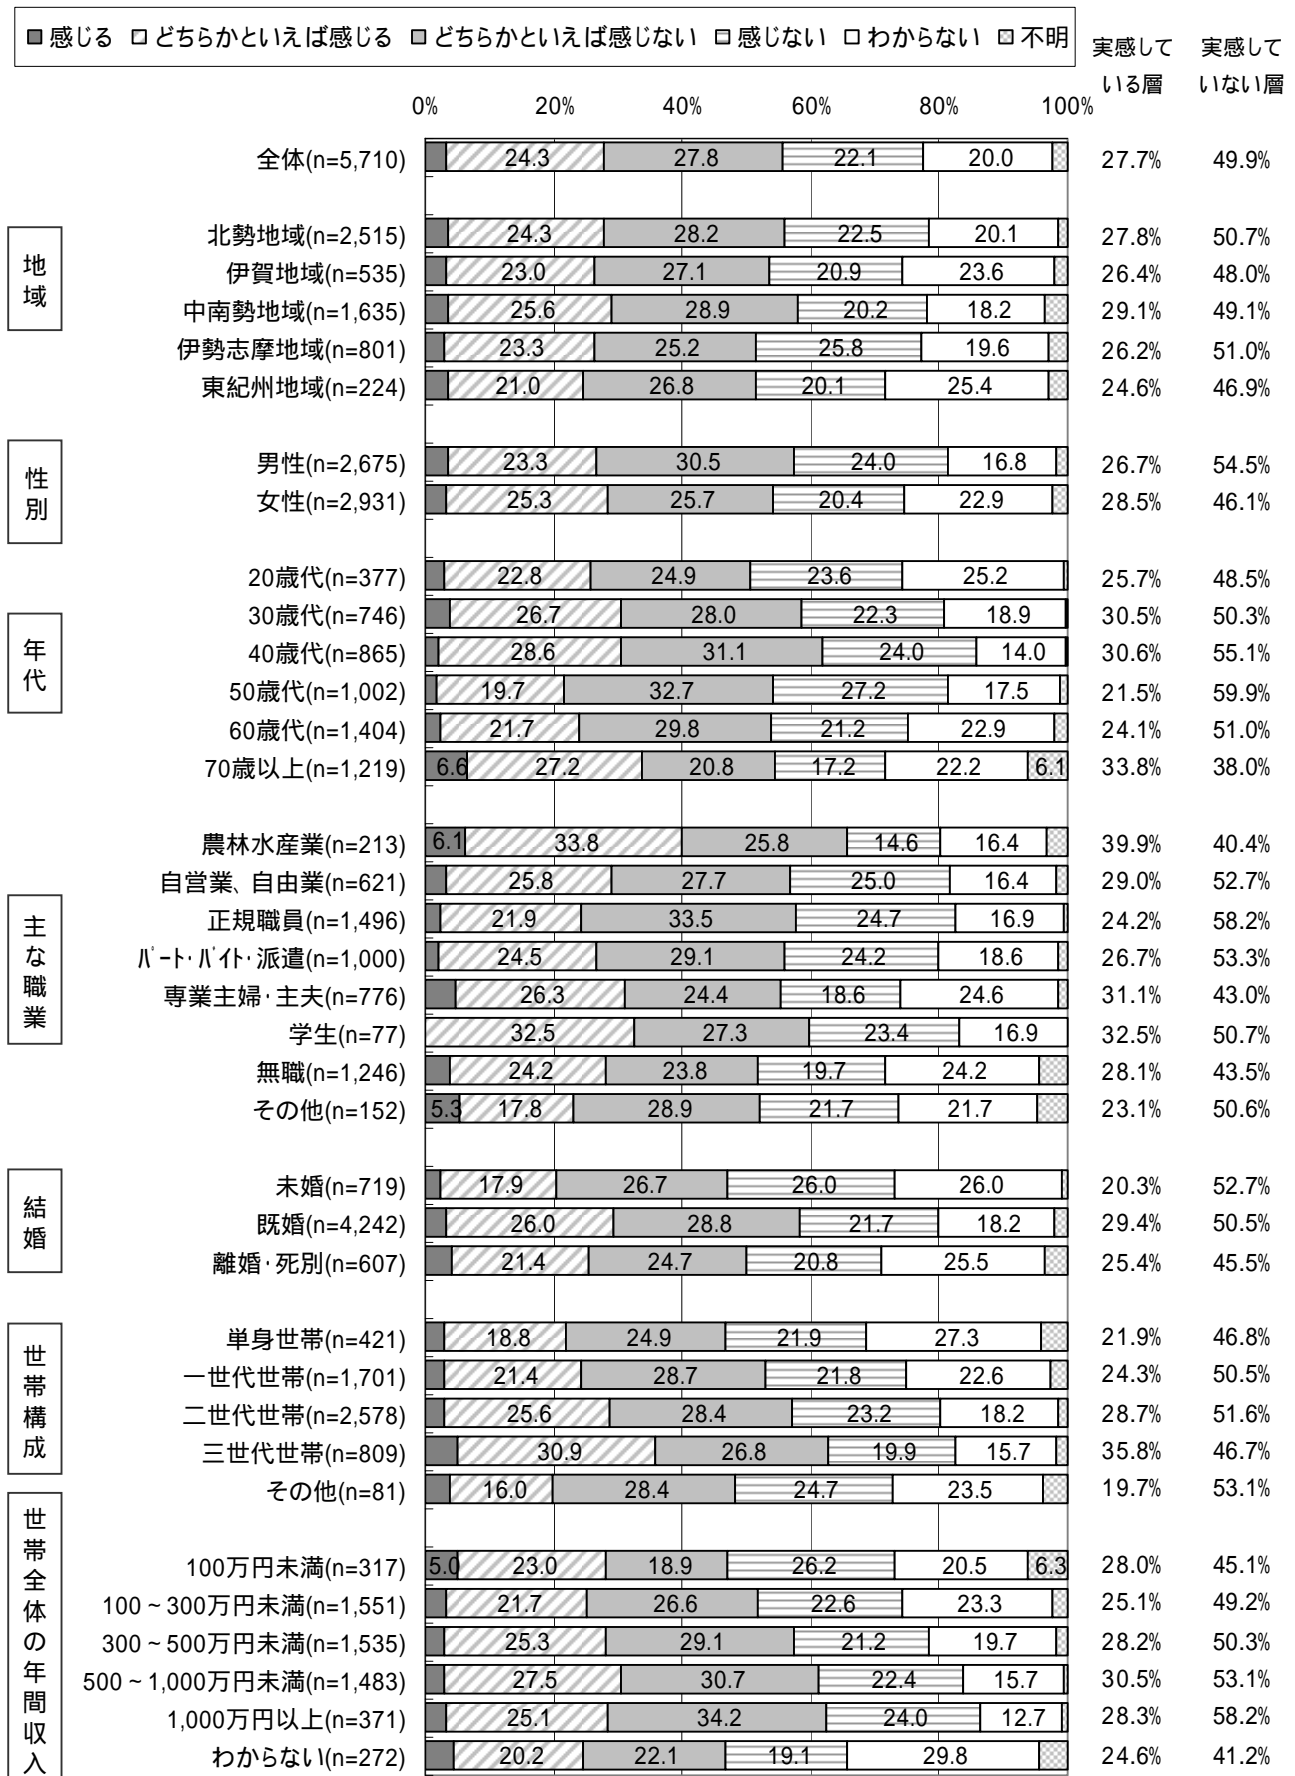 感じる どちらかといえば感じる どちらかといえば感じない 感じない わからない 不明
実感して 実感して
いる層 いない層
0% 20% 40% 60% 80% 100%
全体(n=5,710) 24.3 27.8 22.1 20.0 27.7% 49.9%
地域
北勢地域(n=2,515) 24.3 28.2 22.5 20.1 27.8% 50.7%
伊賀地域(n=535) 23.0 27.1 20.9 23.6 26.4% 48.0%
中南勢地域(n=1,635) 25.6 28.9 20.2 18.2 29.1% 49.1%
伊勢志摩地域(n=801) 23.3 25.2 25.8 19.6 26.2% 51.0%
東紀州地域(n=224) 21.0 26.8 20.1 25.4 24.6% 46.9%
性別
男性(n=2,675) 23.3 30.5 24.0 16.8 26.7% 54.5%
女性(n=2,931) 25.3 25.7 20.4 22.9 28.5% 46.1%
年代
20歳代(n=377) 22.8 24.9 23.6 25.2 25.7% 48.5%
30歳代(n=746) 26.7 28.0 22.3 18.9 30.5% 50.3%
40歳代(n=865) 28.6 31.1 24.0 14.0 30.6% 55.1%
50歳代(n=1,002) 19.7 32.7 27.2 17.5 21.5% 59.9%
60歳代(n=1,404) 21.7 29.8 21.2 22.9 24.1% 51.0%
70歳以上(n=1,219) 6.6 27.2 20.8 17.2 22.2 6.1 33.8% 38.0%
主な職業
農林水産業(n=213) 6.1 33.8 25.8 14.6 16.4 39.9% 40.4%
自営業、自由業(n=621) 25.8 27.7 25.0 16.4 29.0% 52.7%
正規職員(n=1,496) 21.9 33.5 24.7 16.9 24.2% 58.2%
ﾊﾟｰﾄ･ﾊﾞｲﾄ･派遣(n=1,000) 24.5 29.1 24.2 18.6 26.7% 53.3%
専業主婦･主夫(n=776) 26.3 24.4 18.6 24.6 31.1% 43.0%
学生(n=77) 32.5 27.3 23.4 16.9 32.5% 50.7%
無職(n=1,246) 24.2 23.8 19.7 24.2 28.1% 43.5%
その他(n=152) 5.3 17.8 28.9 21.7 21.7 23.1% 50.6%
結婚
未婚(n=719) 17.9 26.7 26.0 26.0 20.3% 52.7%
既婚(n=4,242) 26.0 28.8 21.7 18.2 29.4% 50.5%
離婚･死別(n=607) 21.4 24.7 20.8 25.5 25.4% 45.5%
世帯構成
単身世帯(n=421) 18.8 24.9 21.9 27.3 21.9% 46.8%
一世代世帯(n=1,701) 21.4 28.7 21.8 22.6 24.3% 50.5%
二世代世帯(n=2,578) 25.6 28.4 23.2 18.2 28.7% 51.6%
三世代世帯(n=809) 30.9 26.8 19.9 15.7 35.8% 46.7%
その他(n=81) 16.0 28.4 24.7 23.5 19.7% 53.1%
世帯全体の年間収入
100万円未満(n=317) 5.0 23.0 18.9 26.2 20.5 6.3 28.0% 45.1%
100～300万円未満(n=1,551) 21.7 26.6 22.6 23.3 25.1% 49.2%
300～500万円未満(n=1,535) 25.3 29.1 21.2 19.7 28.2% 50.3%
500～1,000万円未満(n=1,483) 27.5 30.7 22.4 15.7 30.5% 53.1%
1,000万円以上(n=371) 25.1 34.2 24.0 12.7 28.3% 58.2%
わからない(n=272) 20.2 22.1 19.1 29.8 24.6% 41.2%